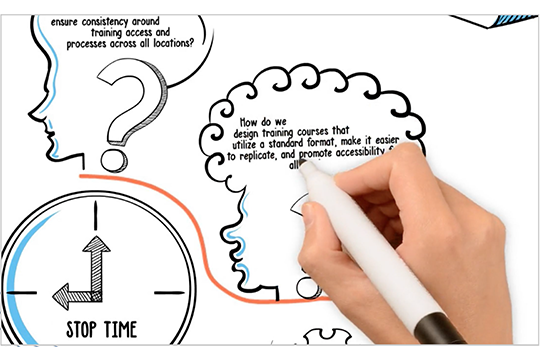 ensure consistency around
training access and
processes across all locations?
How do we
design training courses that
utilize a standard format, make it easier
to replicate, and promote accessibility
all
STOP TIME